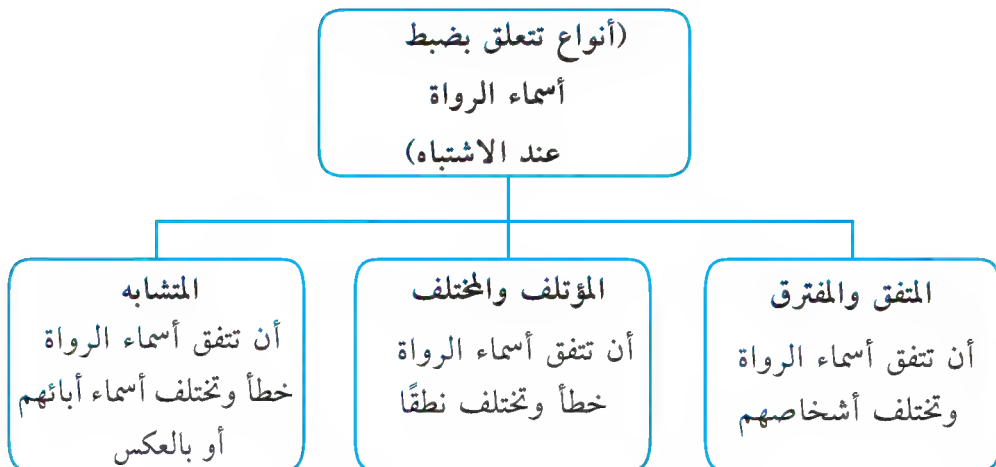 (أنواع تتعلق بضبط
أسماء الرواة
عند الاشتباه)
المتفق والمفترق
أن تتفق أسماء الرواة
وتختلف أشخاصهم
المؤتلف والمختلف
أن تتفق أسماء الرواة
خطأ وتختلف نطقًا
المتشابه
أن تتفق أسماء الرواة
خطأ وتختلف أسماء أبائهم
أو بالعكس